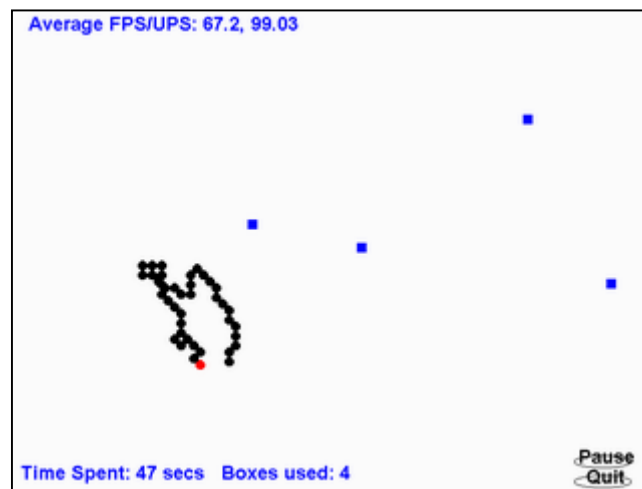 Average FPS/UPS: 67.2, 99.03
Time Spent: 47 secs Boxes used: 4
Pause
Quit